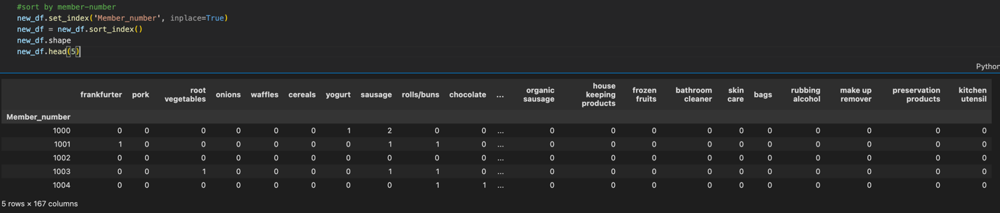 #sort by member-number
new_df.set_index('Member_number', inplace=True)
new_df = new_df.sort_index()
new_df.shape
new_df.head(5)
Python
frankfurter pork root vegetables onions waffles cereals yogurt sausage rolls/buns chocolate ... organic sausage house keeping products frozen fruits bathroom cleaner skin care bags rubbing alcohol make up remover preservation products kitchen utensil
Member_number
1000 0 0 0 0 0 0 1 2 0 0 ... 0 0 0 0 0 0 0 0 0 0
1001 1 0 0 0 0 0 0 1 1 0 ... 0 0 0 0 0 0 0 0 0 0
1002 0 0 0 0 0 0 0 0 0 0 ... 0 0 0 0 0 0 0 0 0 0
1003 0 0 1 0 0 0 0 1 1 0 ... 0 0 0 0 0 0 0 0 0 0
1004 0 0 0 0 0 0 0 0 1 1 ... 0 0 0 0 0 0 0 0 0 0
5 rows × 167 columns